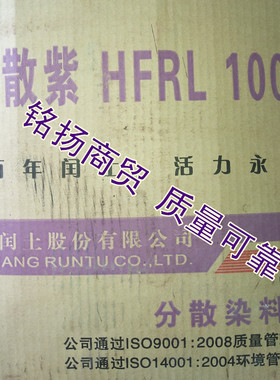 散紫 HFRL 100
铭扬商贸 质量可靠
百年闰 活力永
闰土股份有限公司
ANG RUNTU CO.,LTD.
分散染料
公司通过ISO9001:2008质量管
公司通过ISO14001:2004环境管